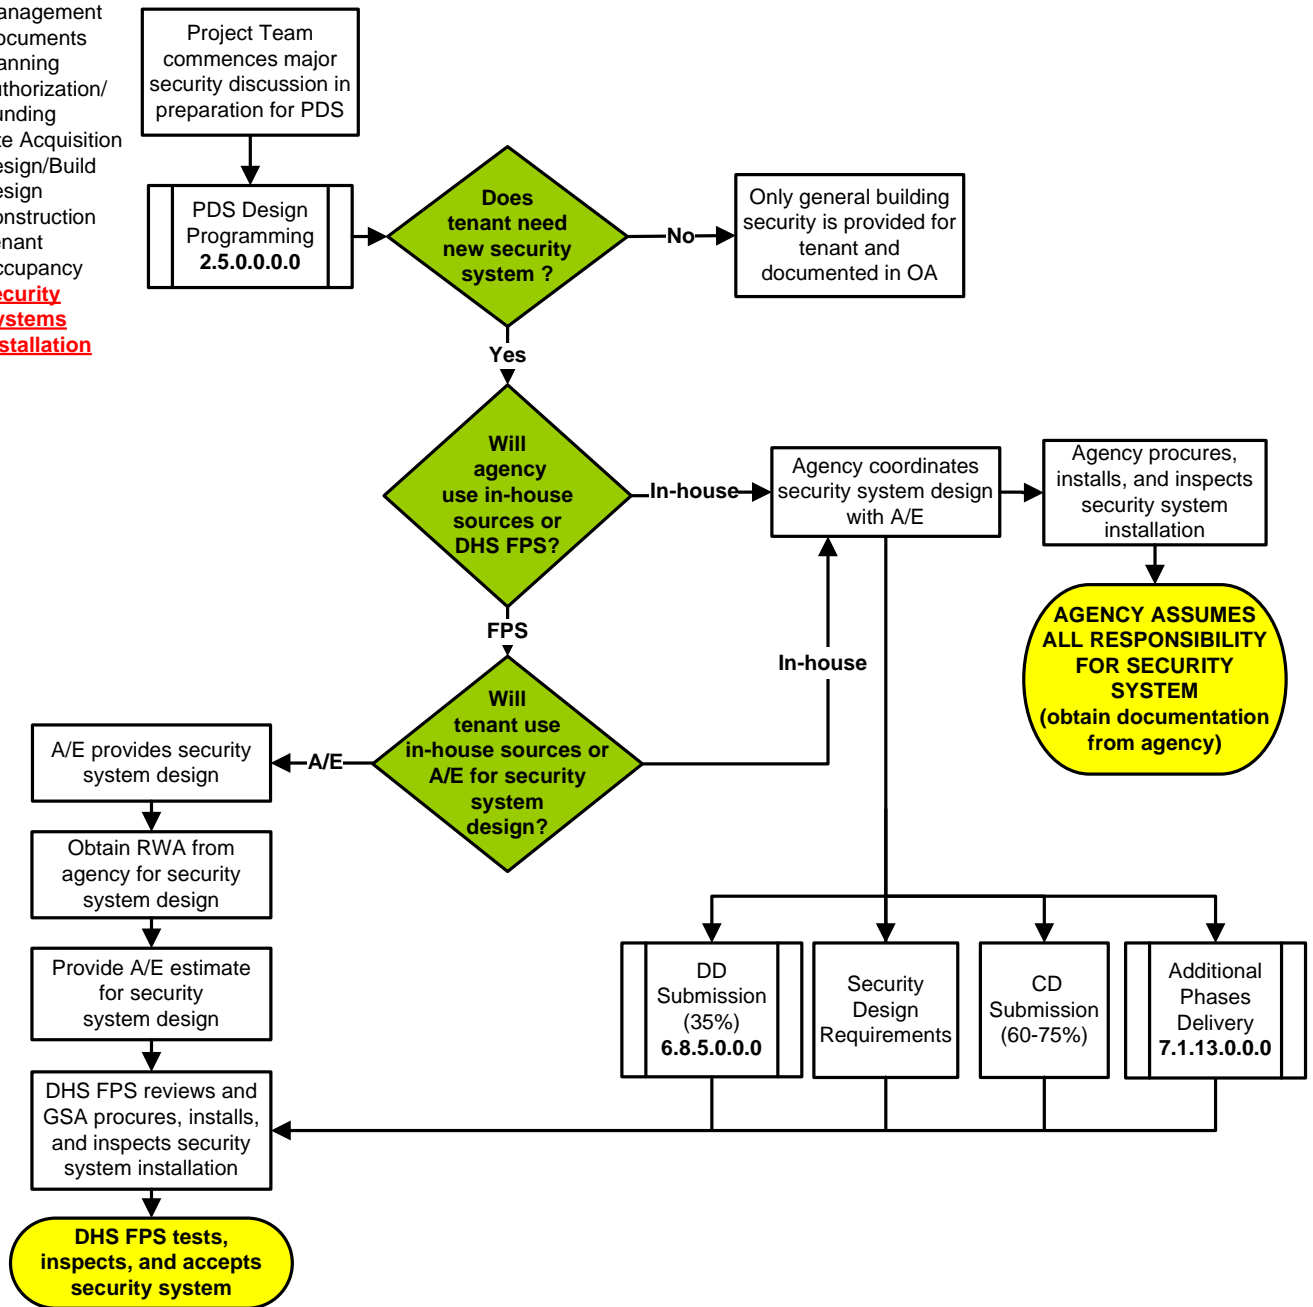 anagement
ocuments
anning
uthorization/
unding
te Acquisition
esign/Build
esign
onstruction
enant
ccupancy
ecurity
ystems
stallation
Project Team
commences major
security discussion in
preparation for PDS
PDS Design
Programming
2.5.0.0.0.0
Does
tenant need
new security
system ?
No
Only general building
security is provided for
tenant and
documented in OA
Yes
Will
agency
use in-house
sources or
DHS FPS?
In-house
Agency coordinates
security system design
with A/E
Agency procures,
installs, and inspects
security system
installation
AGENCY ASSUMES
ALL RESPONSIBILITY
FOR SECURITY
SYSTEM
(obtain documentation
from agency)
FPS
In-house
Will
tenant use
in-house sources or
A/E for security
system
design?
A/E
A/E provides security
system design
Obtain RWA from
agency for security
system design
Provide A/E estimate
for security
system design
DD
Submission
(35%)
6.8.5.0.0.0
Security
Design
Requirements
CD
Submission
(60-75%)
Additional
Phases
Delivery
7.1.13.0.0.0
DHS FPS reviews and
GSA procures, installs,
and inspects security
system installation
DHS FPS tests,
inspects, and accepts
security system